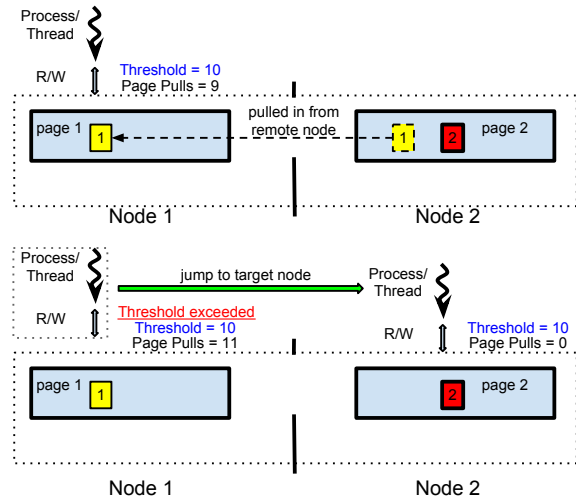 Process/
Thread
R/W
Threshold = 10
Page Pulls = 9
page 1
1
pulled in from
remote node
1
2
page 2
Node 1
Node 2
Process/
Thread
jump to target node
Process/
Thread
R/W
Threshold exceeded
Threshold = 10
Page Pulls = 11
R/W
Threshold = 10
Page Pulls = 0
page 1
1
2
page 2
Node 1
Node 2